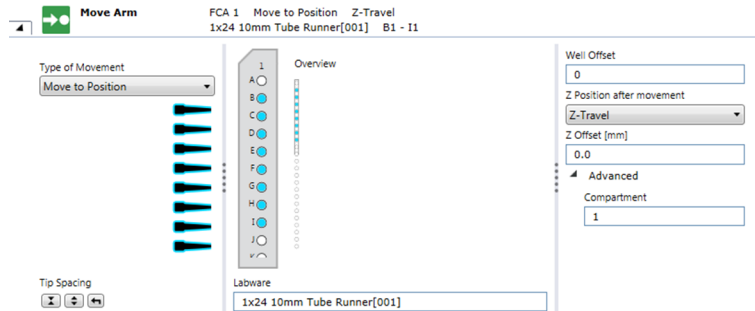 Move Arm
FCA 1 Move to Position Z-Travel
1x24 10mm Tube Runner[001] B1 - I1
Type of Movement
Move to Position
Tip Spacing
1
A
B
C
D
E
F
G
H
I
J
Overview
Labware
1x24 10mm Tube Runner[001]
Well Offset
0
Z Position after movement
Z-Travel
Z Offset [mm]
0.0
Advanced
Compartment
1